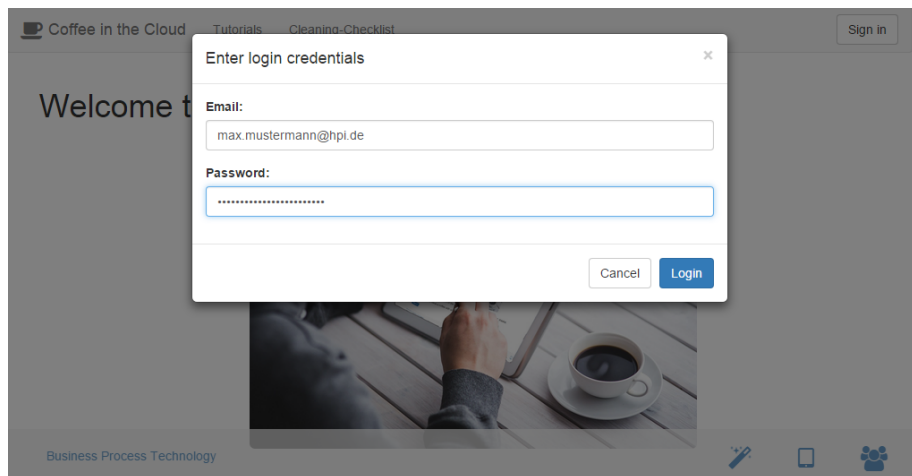 Coffee in the Cloud Tutorials Cleaning-Checklist Sign in
Enter login credentials ×
Welcome t
Email:
max.mustermann@hpi.de
Password:
························
Cancel Login
Business Process Technology